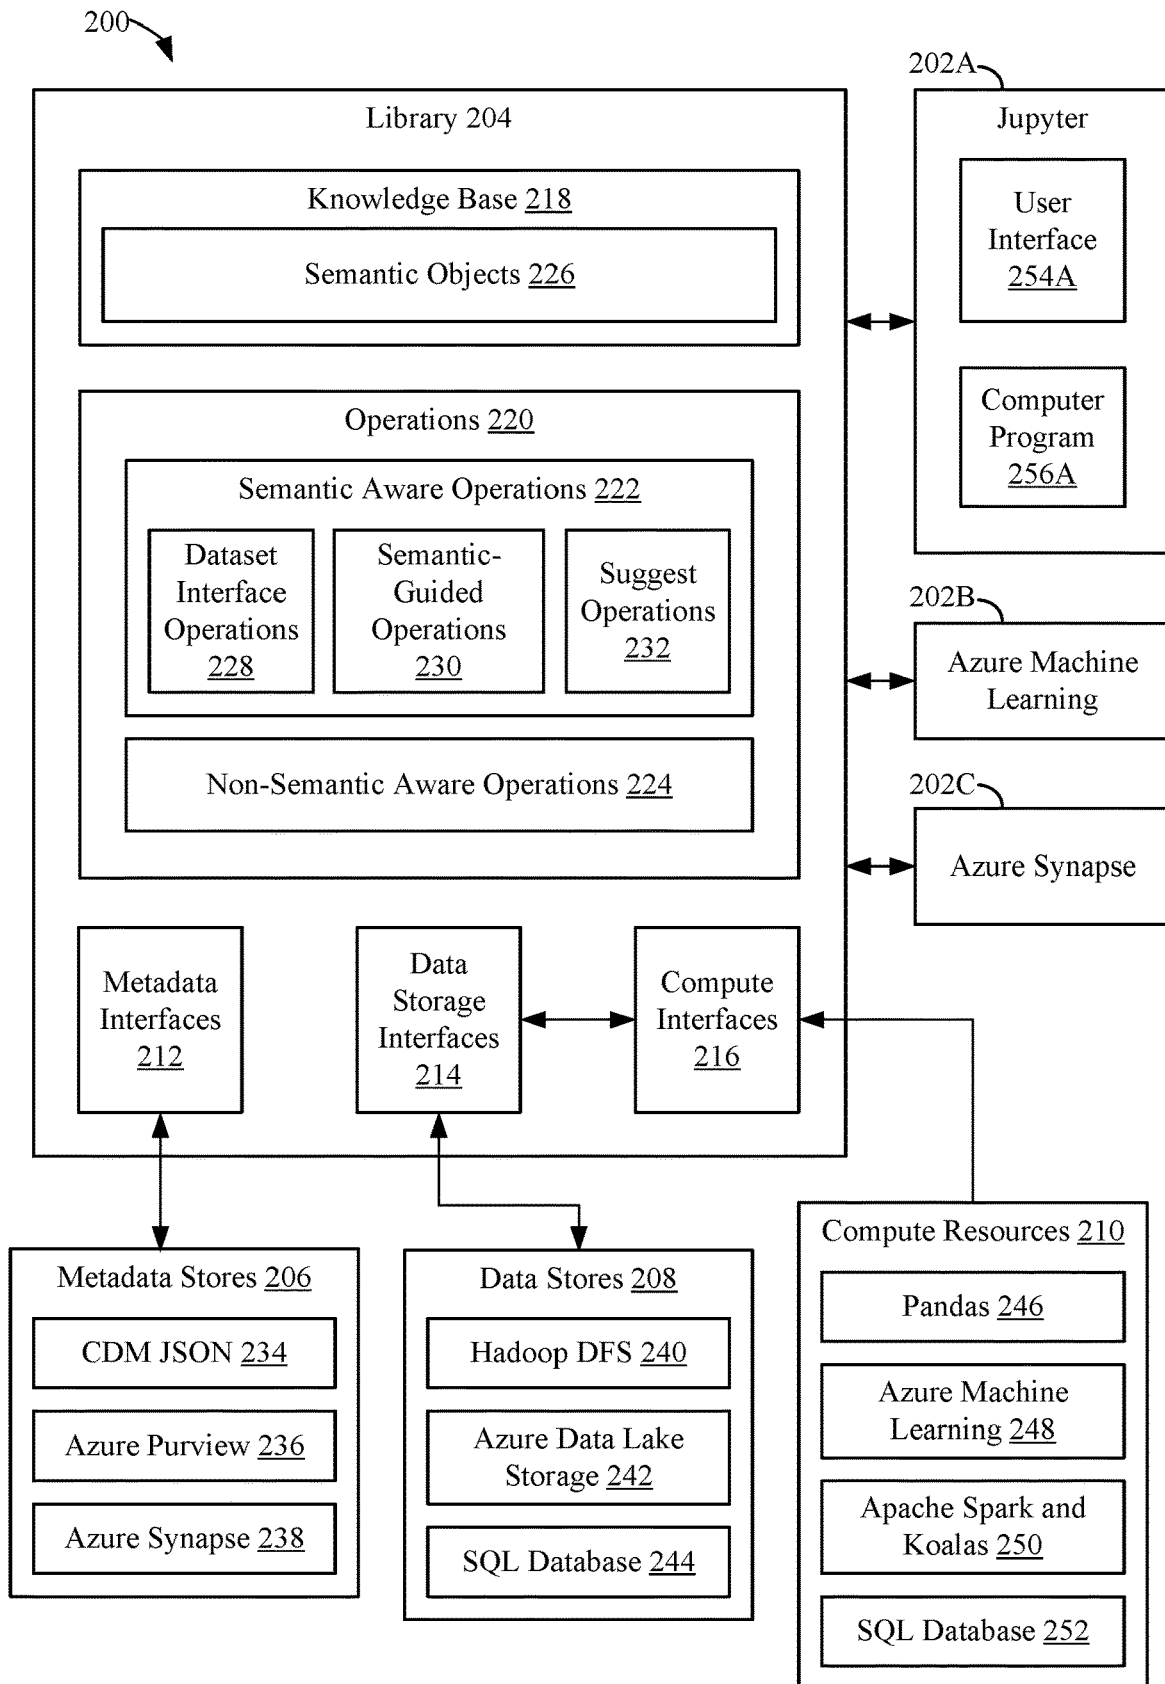 200
202A
Library 204
Jupyter
Knowledge Base 218
User
Interface
254A
Semantic Objects 226
Computer
Program
256A
Operations 220
Semantic Aware Operations 222
Dataset
Interface
Operations
228
Semantic-
Guided
Operations
230
Suggest
Operations
232
202B
Azure Machine
Learning
Non-Semantic Aware Operations 224
202C
Azure Synapse
Metadata
Interfaces
212
Data
Storage
Interfaces
214
Compute
Interfaces
216
Metadata Stores 206
CDM JSON 234
Azure Purview 236
Azure Synapse 238
Data Stores 208
Hadoop DFS 240
Azure Data Lake
Storage 242
SQL Database 244
Compute Resources 210
Pandas 246
Azure Machine
Learning 248
Apache Spark and
Koalas 250
SQL Database 252